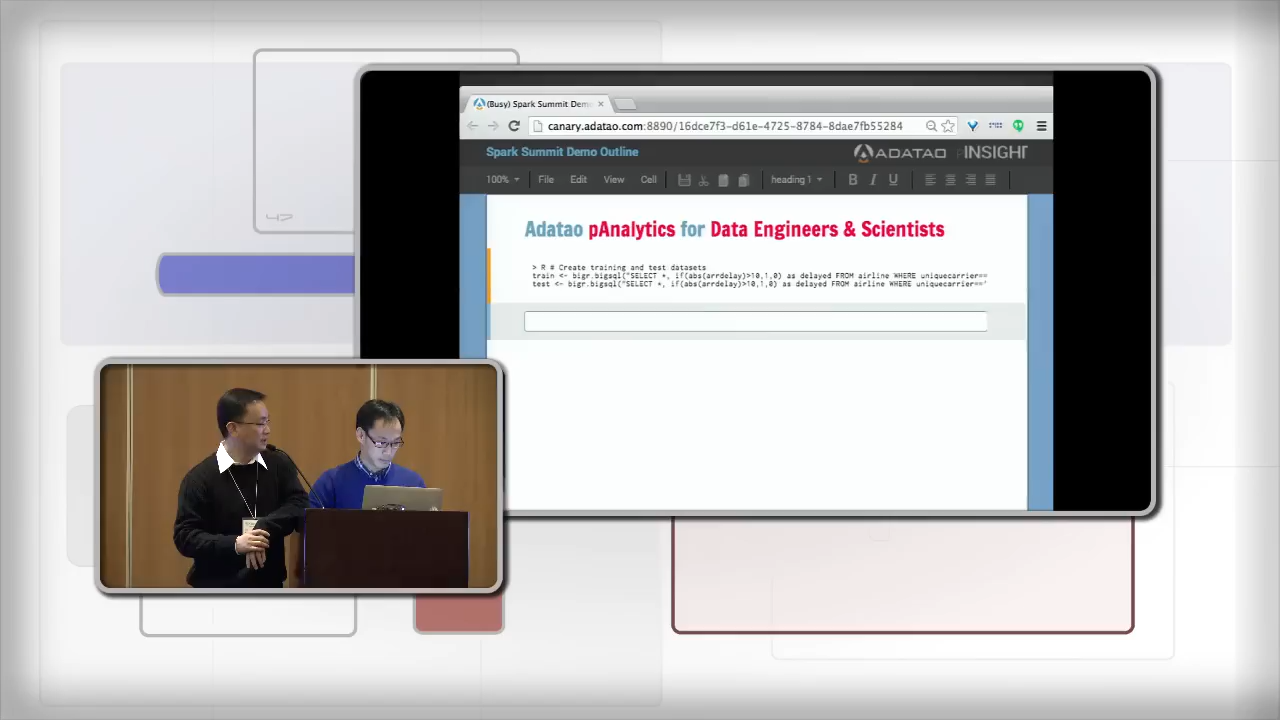 (Busy) Spark Summit Dem
canary.adatao.com:8890/16dce7f3-d61e-4725-8784-8dae7fb55284
Spark Summit Demo Outline
ADATAO pINSIGHT
100% File Edit View Cell heading 1 B I U
Adatao pAnalytics for Data Engineers & Scientists
> R # Create training and test datasets
train <- bigr.bigsql("SELECT *, if(abs(arrdelay)>10,1,0) as delayed FROM airline WHERE uniquecarrier==
test <- bigr.bigsql("SELECT *, if(abs(arrdelay)>10,1,0) as delayed FROM airline WHERE uniquecarrier=='
47